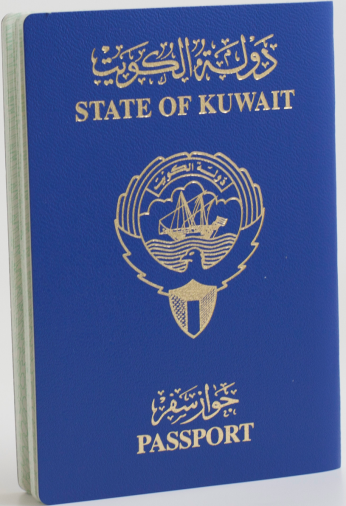 دولة الكويت
STATE OF KUWAIT
دولة الكويت
جواز سفر
PASSPORT